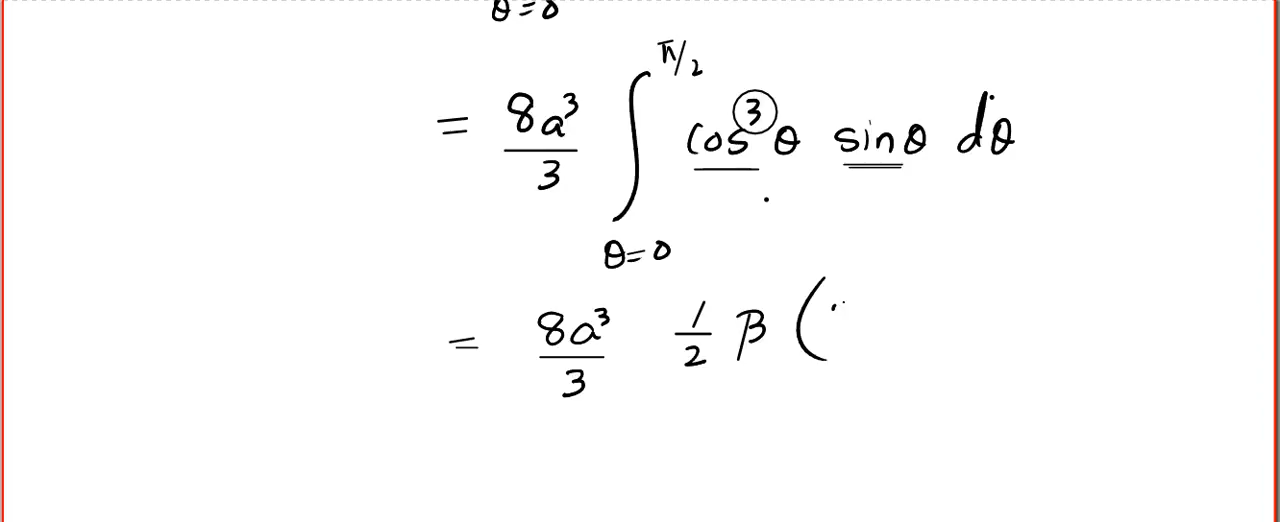 θ=0
= 8a³/3 ∫_{θ=0}^{π/2} cos³θ sinθ dθ
= 8a³/3 1/2 β (